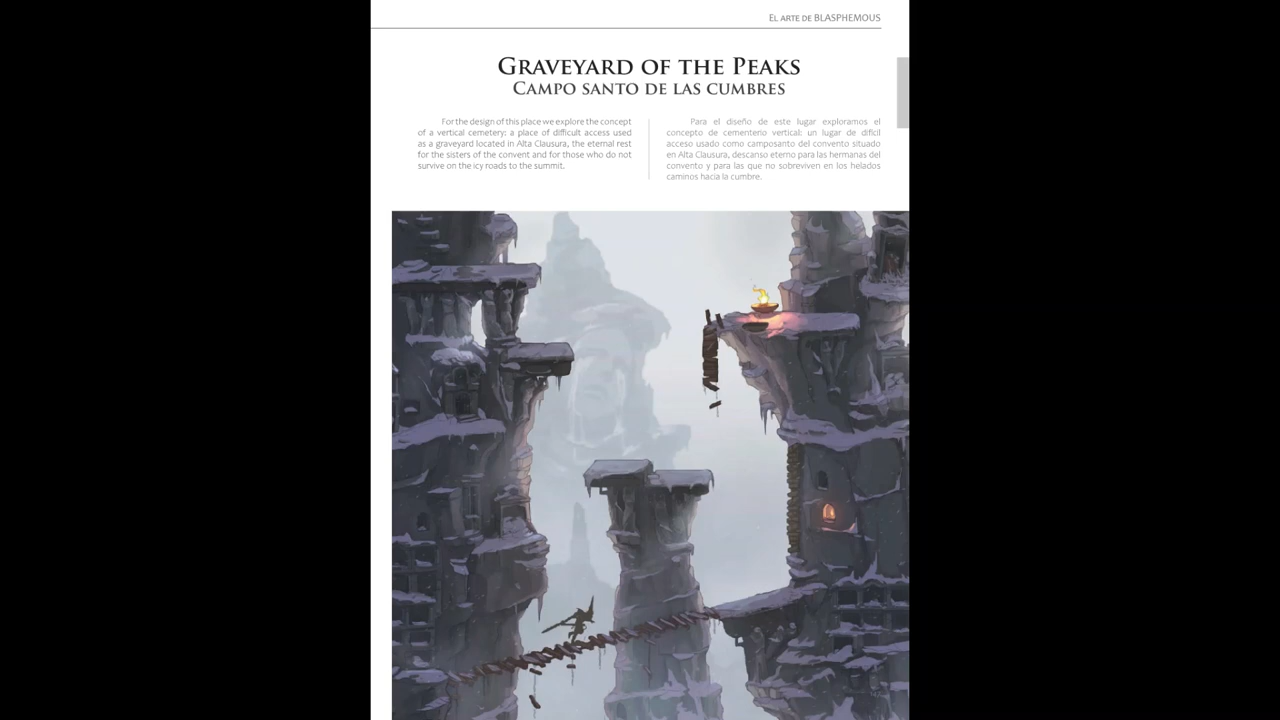 EL ARTE DE BLASPHEMOUS
GRAVEYARD OF THE PEAKS
CAMPO SANTO DE LAS CUMBRES
For the design of this place we explore the concept
of a vertical cemetery: a place of difficult access used
as a graveyard located in Alta Clausura, the eternal rest
for the sisters of the convent and for those who do not
survive on the icy roads to the summit.
Para el diseño de este lugar exploramos el
concepto de cementerio vertical: un lugar de difícil
acceso usado como camposanto del convento situado
en Alta Clausura, descanso eterno para las hermanas del
convento y para las que no sobreviven en los helados
caminos hacia la cumbre.